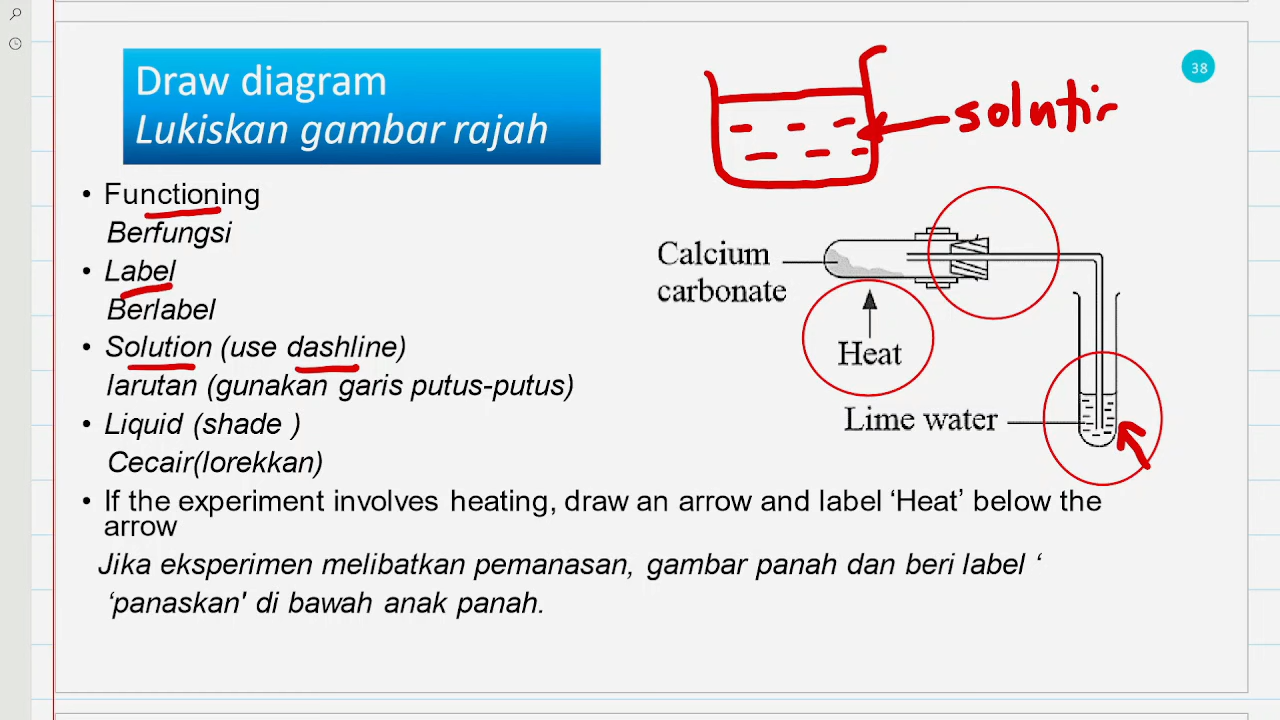 Draw diagram
Lukiskan gambar rajah
38
solutir
• Functioning
Berfungsi
• Label
Berlabel
• Solution (use dashline)
larutan (gunakan garis putus-putus)
• Liquid (shade )
Cecair(lorekkan)
• If the experiment involves heating, draw an arrow and label ‘Heat’ below the
arrow
Jika eksperimen melibatkan pemanasan, gambar panah dan beri label ‘
‘panaskan' di bawah anak panah.
Calcium
carbonate
Heat
Lime water